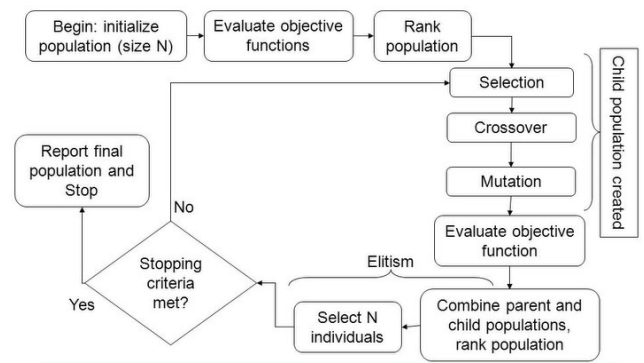 Begin: initialize
population (size N)
Evaluate objective
functions
Rank
population
Selection
Crossover
Mutation
Child population created
Evaluate objective
function
Combine parent and
child populations,
rank population
Elitism
Select N
individuals
Stopping
criteria
met?
No
Yes
Report final
population and
Stop